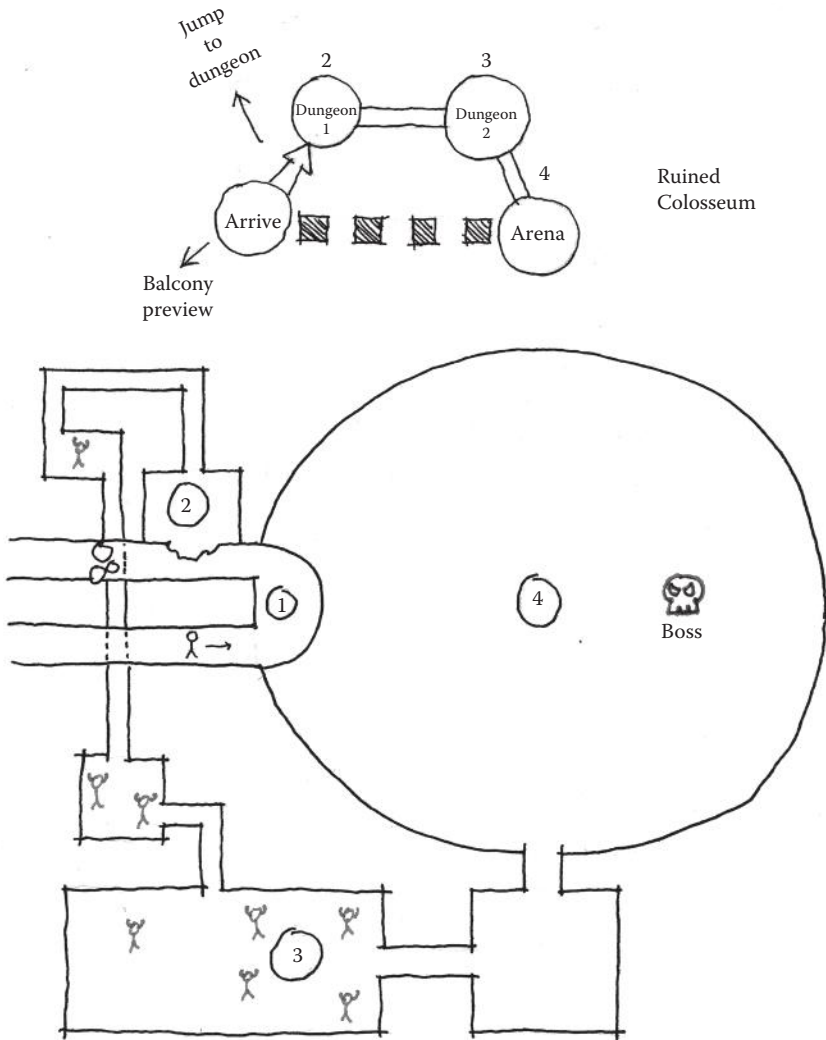 Jump
to
dungeon
2
3
Dungeon
1
Dungeon
2
4
Ruined
Colosseum
Arrive
Arena
Balcony
preview
2
1
4
Boss
3